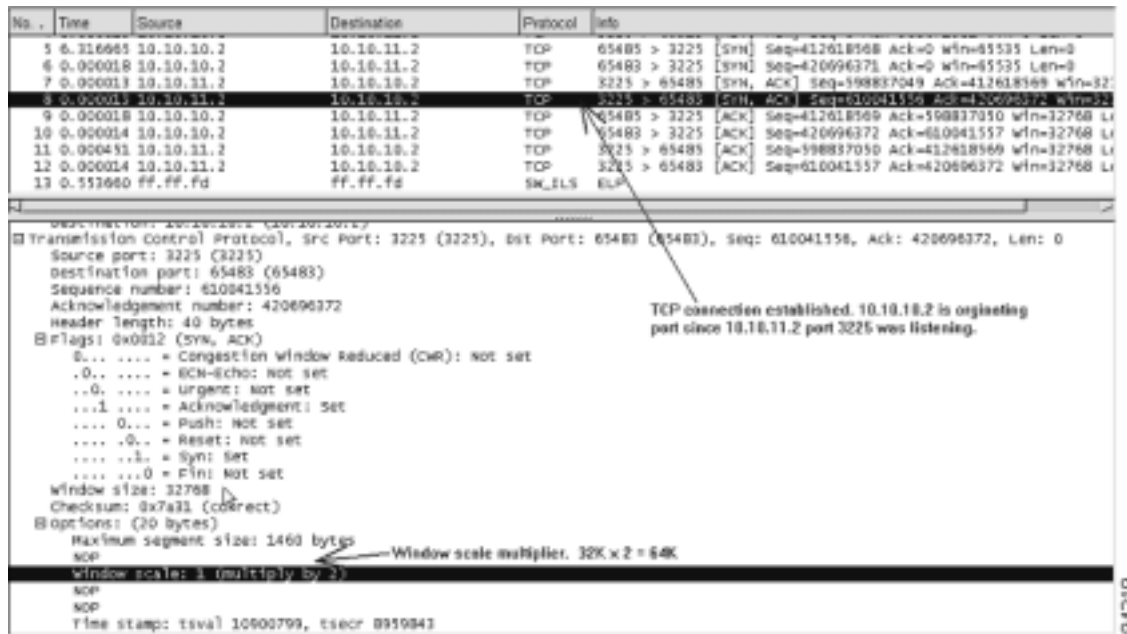 No. . Time Source Destination Protocol Info
5 6.316665 10.10.10.2 10.10.11.2 TCP 65485 > 3225 [SYN] Seq=412618568 Ack=0 Win=65535 Len=0
6 0.000018 10.10.10.2 10.10.11.2 TCP 65483 > 3225 [SYN] Seq=420696371 Ack=0 Win=65535 Len=0
7 0.000013 10.10.11.2 10.10.10.2 TCP 3225 > 65485 [SYN, ACK] Seq=598837049 Ack=412618569 Win=32
8 0.000013 10.10.11.2 10.10.10.2 TCP 3225 > 65483 [SYN, ACK] Seq=610041556 Ack=420696372 Win=32
9 0.000018 10.10.10.2 10.10.11.2 TCP 65485 > 3225 [ACK] Seq=412618569 Ack=598837050 Win=32768 Le
10 0.000014 10.10.10.2 10.10.11.2 TCP 65483 > 3225 [ACK] Seq=420696372 Ack=610041557 Win=32768 Le
11 0.000451 10.10.11.2 10.10.10.2 TCP 3225 > 65485 [ACK] Seq=598837050 Ack=412618569 Win=32768 Le
12 0.000014 10.10.11.2 10.10.10.2 TCP 3225 > 65483 [ACK] Seq=610041557 Ack=420696372 Win=32768 Le
13 0.553660 ff.ff.fd ff.ff.fd SW_ILS ELP
Transmission Control Protocol, Src Port: 3225 (3225), Dst Port: 65483 (65483), Seq: 610041556, Ack: 420696372, Len: 0
Source port: 3225 (3225)
Destination port: 65483 (65483)
Sequence number: 610041556
Acknowledgement number: 420696372
Header length: 40 bytes
Flags: 0x0012 (SYN, ACK)
0... .... = Congestion Window Reduced (CWR): Not set
.0.. .... = ECN-Echo: Not set
..0. .... = Urgent: Not set
...1 .... = Acknowledgment: Set
.... 0... = Push: Not set
.... .0.. = Reset: Not set
.... ..1. = Syn: Set
.... ...0 = Fin: Not set
Window size: 32768
Checksum: 0x7a31 (correct)
Options: (20 bytes)
Maximum segment size: 1460 bytes
NOP
Window scale: 1 (multiply by 2)
NOP
NOP
Time stamp: tsval 10900799, tsecr 8959843
TCP connection established. 10.10.10.2 is orginating
port since 10.10.11.2 port 3225 was listening.
Window scale multiplier. 32K x 2 = 64K